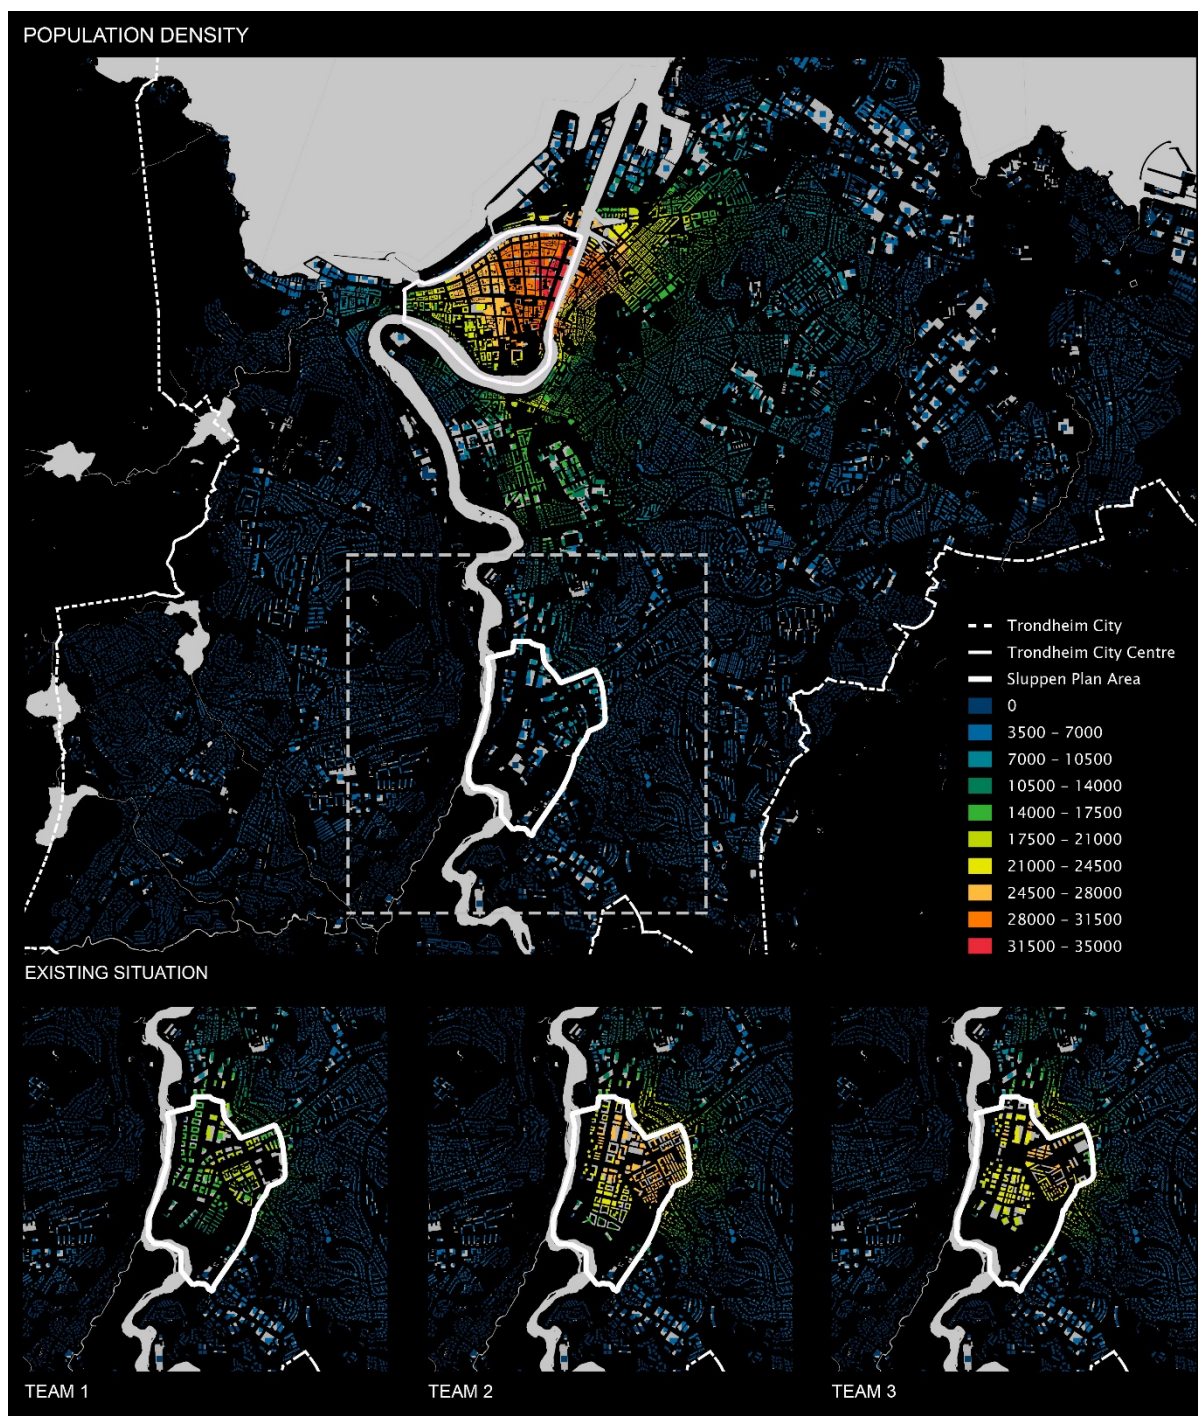 POPULATION DENSITY
Trondheim City
Trondheim City Centre
Sluppen Plan Area
0
3500 – 7000
7000 – 10500
10500 – 14000
14000 – 17500
17500 – 21000
21000 – 24500
24500 – 28000
28000 – 31500
31500 – 35000
EXISTING SITUATION
TEAM 1
TEAM 2
TEAM 3